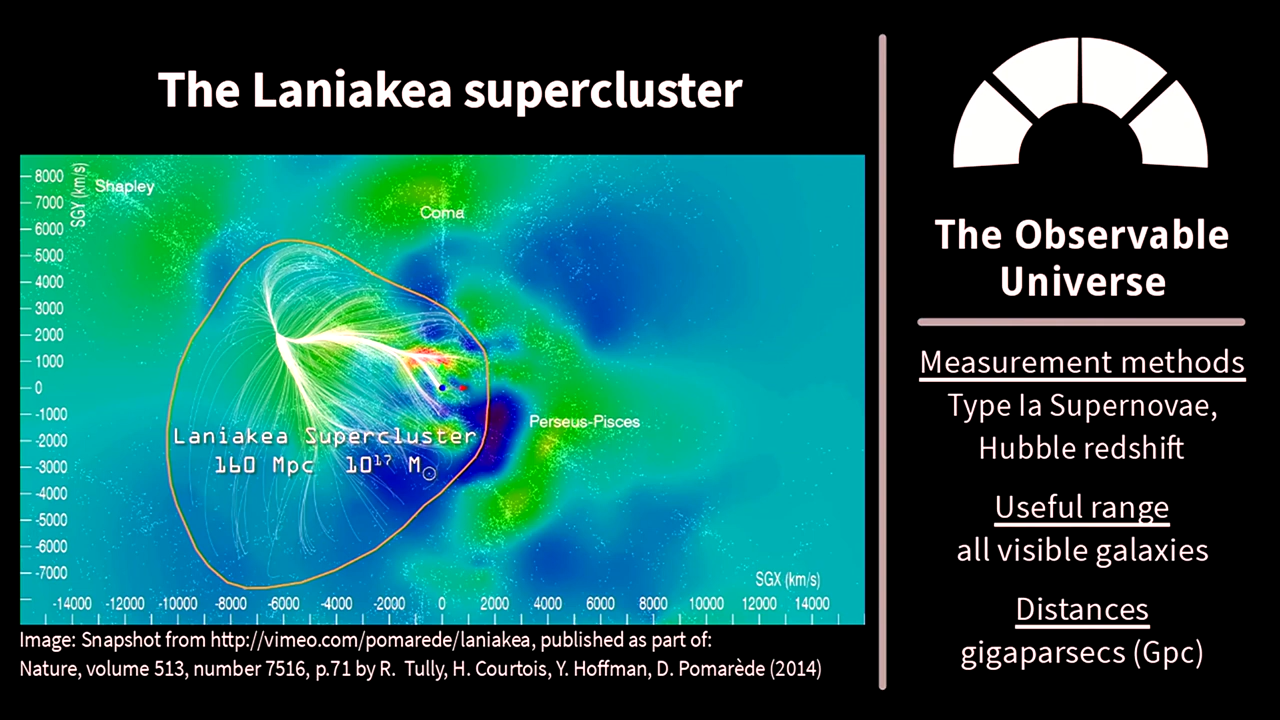 The Laniakea supercluster
8000
7000
6000
5000
4000
3000
2000
1000
0
-1000
-2000
-3000
-4000
-5000
-6000
-7000
SGY (km/s)
Shapley
Coma
Perseus-Pisces
Laniakea Supercluster
160 Mpc 10¹⁷ M☉
SGX (km/s)
-14000 -12000 -10000 -8000 -6000 -4000 -2000 0 2000 4000 6000 8000 10000 12000 14000
Image: Snapshot from http://vimeo.com/pomarede/laniakea, published as part of:
Nature, volume 513, number 7516, p.71 by R. Tully, H. Courtois, Y. Hoffman, D. Pomarède (2014)
The Observable
Universe
Measurement methods
Type Ia Supernovae,
Hubble redshift
Useful range
all visible galaxies
Distances
gigaparsecs (Gpc)